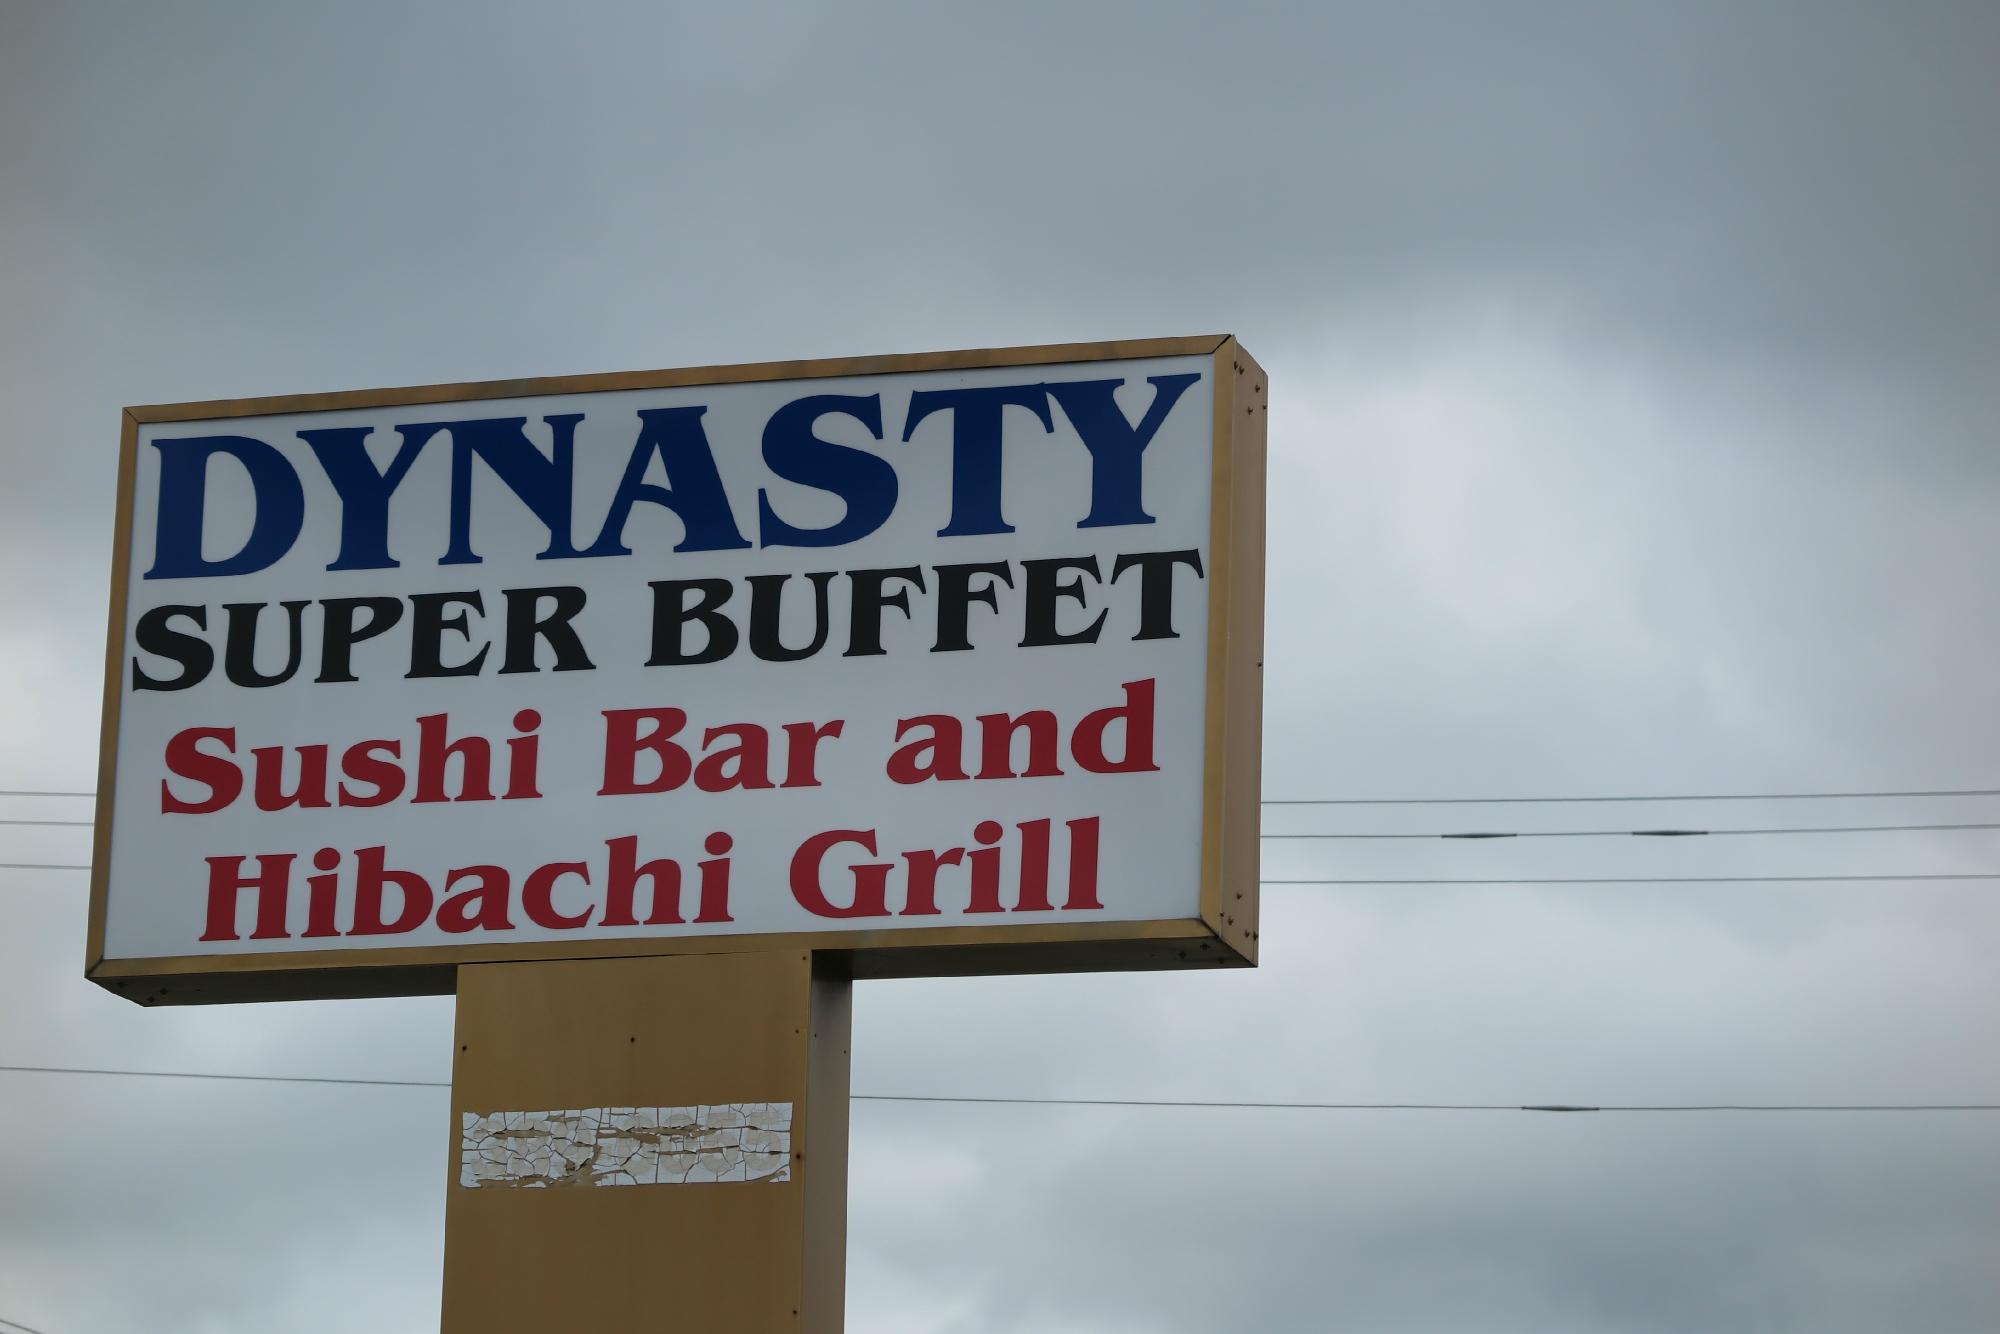 DYNASTY
SUPER BUFFET
Sushi Bar and
Hibachi Grill